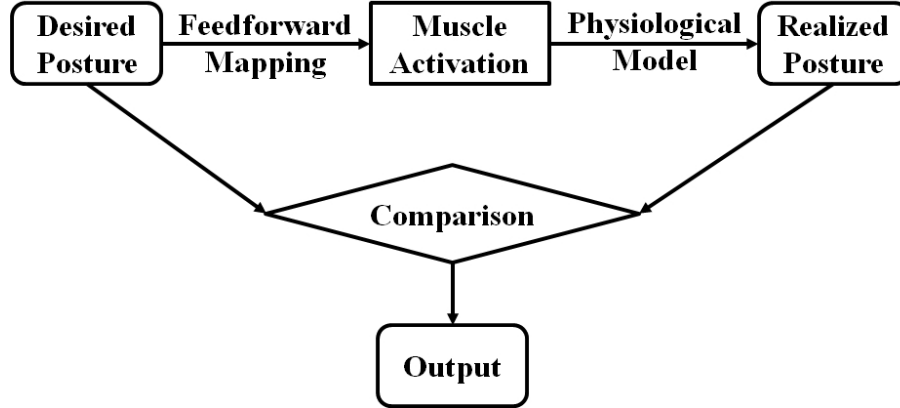 Desired
Posture
Feedforward
Mapping
Muscle
Activation
Physiological
Model
Realized
Posture
Comparison
Output